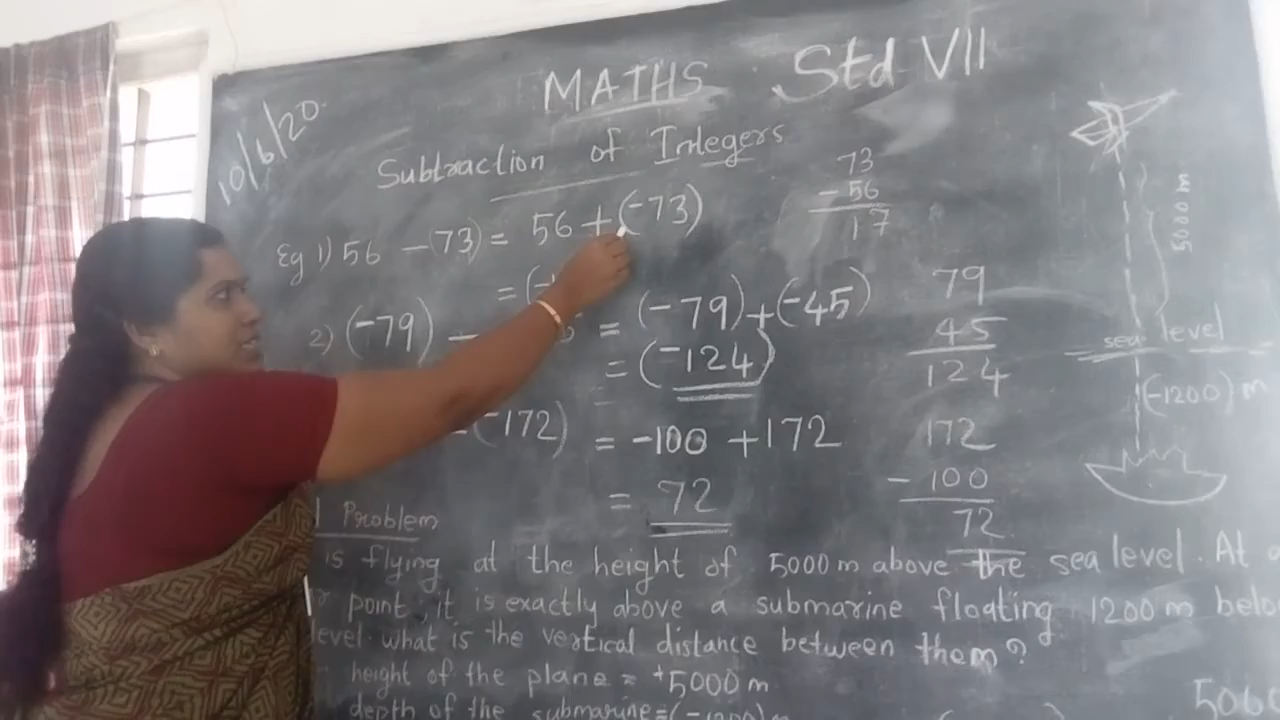 MATHS Std VII
10/6/20
Subtraction of Integers
Eg 1) 56 -(73) = 56 +(-73)
= (-
73
- 56
17
2) (-79) - = (-79)+(-45)
= (-124)
79
45
124
-(-172) = -100 +172
= 72
172
- 100
72
5000 m
sea level
(-1200) m
Problem
is flying at the height of 5000 m above the sea level. At
point, it is exactly above a submarine floating 1200 m
level. what is the vertical distance between them?
height of the plane = +5000 m
depth of the submarine=(-1200) m